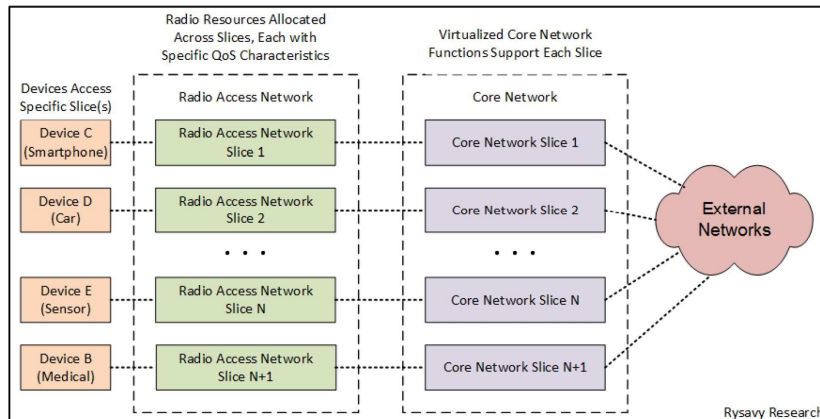 Radio Resources Allocated
Across Slices, Each with
Specific QoS Characteristics
Virtualized Core Network
Functions Support Each Slice
Devices Access
Specific Slice(s)
Radio Access Network
Core Network
Device C
(Smartphone)
Radio Access Network
Slice 1
Core Network Slice 1
Device D
(Car)
Radio Access Network
Slice 2
Core Network Slice 2
External
Networks
. . .
. . .
Device E
(Sensor)
Radio Access Network
Slice N
Core Network Slice N
Device B
(Medical)
Radio Access Network
Slice N+1
Core Network Slice N+1
Rysavy Research